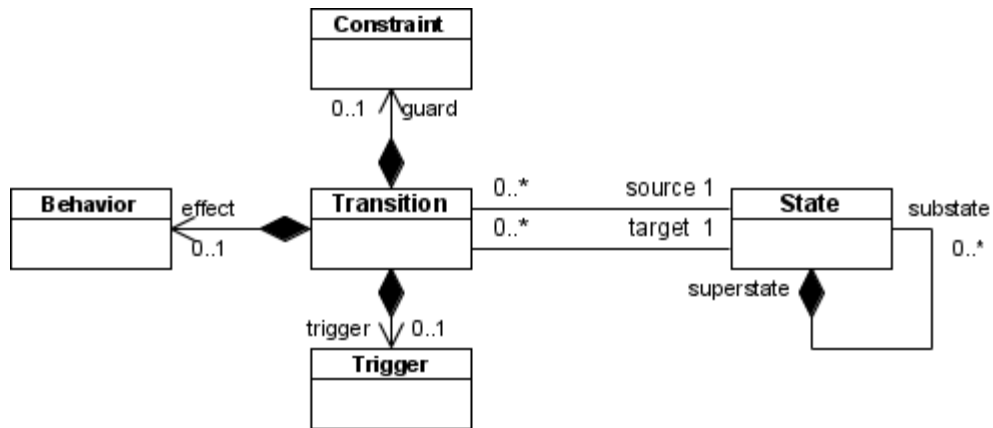 Constraint
0..1 guard
Behavior
effect
0..1
Transition
0..* source 1
0..* target 1
State
substate
0..*
superstate
trigger 0..1
Trigger